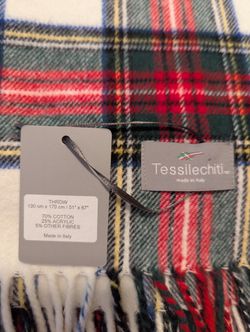 Tessilechiti
made in Italy
THROW
130 cm x 170 cm / 51" x 67"
70% COTTON
25% ACRYLIC
5% OTHER FIBRES
Made in Italy